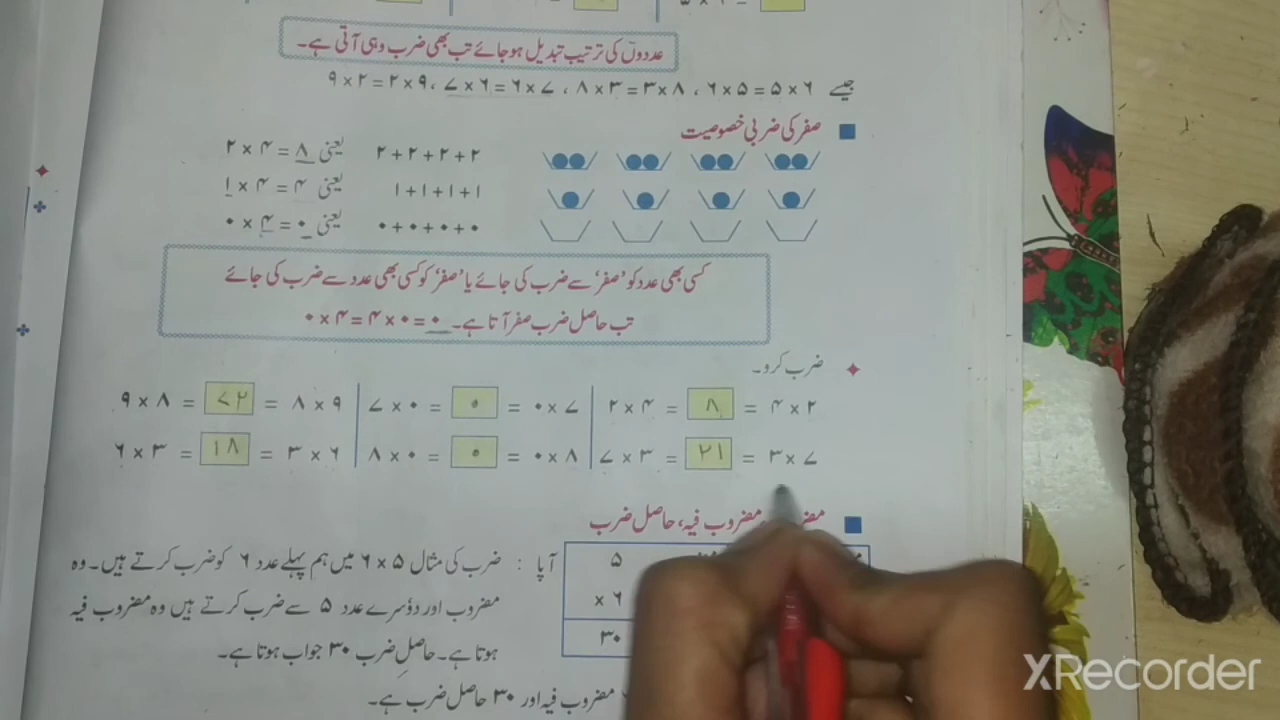 عددوں کی ترتیب تبدیل ہو جائے تب بھی ضرب وہی آتی ہے۔
جیسے ۶ × ۵ = ۵ × ۶ ، ۸ × ۳ = ۳ × ۸ ، ۷ × ۶ = ۶ × ۷ ، ۹ × ۲ = ۲ × ۹
صفر کی ضربی خصوصیت
۲ + ۲ + ۲ + ۲ یعنی ۲ × ۴ = ۸
۱ + ۱ + ۱ + ۱ یعنی ۱ × ۴ = ۴
۰ + ۰ + ۰ + ۰ یعنی ۰ × ۴ = ۰
کسی بھی عدد کو ’صفر‘ سے ضرب کی جائے یا ’صفر‘ کو کسی بھی عدد سے ضرب کی جائے
تب حاصل ضرب صفر آتا ہے۔ ۰ × ۴ = ۴ × ۰ = ۰
ضرب کرو۔
۲ × ۴ = ۸ = ۴ × ۲ | ۷ × ۰ = ۰ = ۰ × ۷ | ۹ × ۸ = ۷۲ = ۸ × ۹
۷ × ۳ = ۲۱ = ۳ × ۷ | ۸ × ۰ = ۰ = ۰ × ۸ | ۶ × ۳ = ۱۸ = ۳ × ۶
مضروب فیہ، حاصل ضرب
۵
× ۶
۳۰
آپا : ضرب کی مثال ۵ × ۶ میں ہم پہلے عدد ۶ کو ضرب کرتے ہیں۔ وہ
مضروب اور دوسرے عدد ۵ سے ضرب کرتے ہیں وہ مضروب فیہ
ہوتا ہے۔ حاصلِ ضرب ۳۰ جواب ہوتا ہے۔
مضروب فیہ اور ۳۰ حاصل ضرب ہے۔
XRecorder